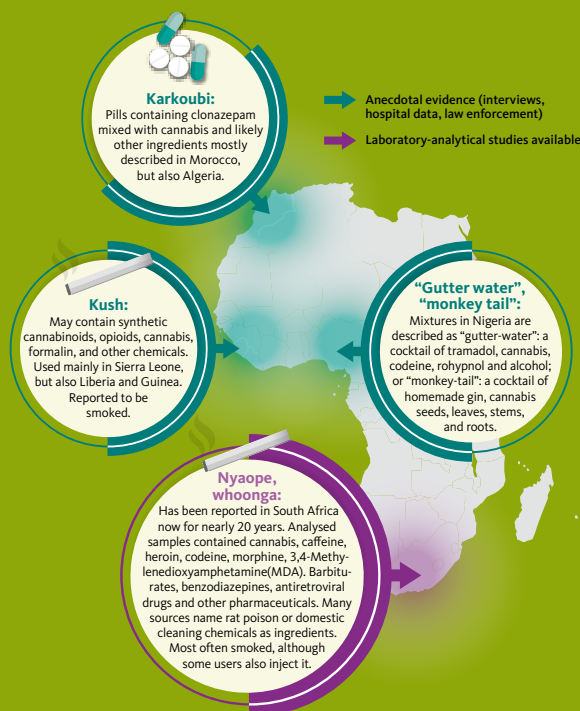 Karkoubi:
Pills containing clonazepam
mixed with cannabis and likely
other ingredients mostly
described in Morocco,
but also Algeria.
Anecdotal evidence (interviews,
hospital data, law enforcement)
Laboratory-analytical studies available
Kush:
May contain synthetic
cannabinoids, opioids, cannabis,
formalin, and other chemicals.
Used mainly in Sierra Leone,
but also Liberia and Guinea.
Reported to be
smoked.
“Gutter water”,
“monkey tail”:
Mixtures in Nigeria are
described as “gutter-water”: a
cocktail of tramadol, cannabis,
codeine, rohypnol and alcohol;
or “monkey-tail”: a cocktail of
homemade gin, cannabis
seeds, leaves, stems,
and roots.
Nyaope,
whoonga:
Has been reported in South Africa
now for nearly 20 years. Analysed
samples contained cannabis, caffeine,
heroin, codeine, morphine, 3,4-Methy-
lenedioxyamphetamine(MDA). Barbitu-
rates, benzodiazepines, antiretroviral
drugs and other pharmaceuticals. Many
sources name rat poison or domestic
cleaning chemicals as ingredients.
Most often smoked, although
some users also inject it.